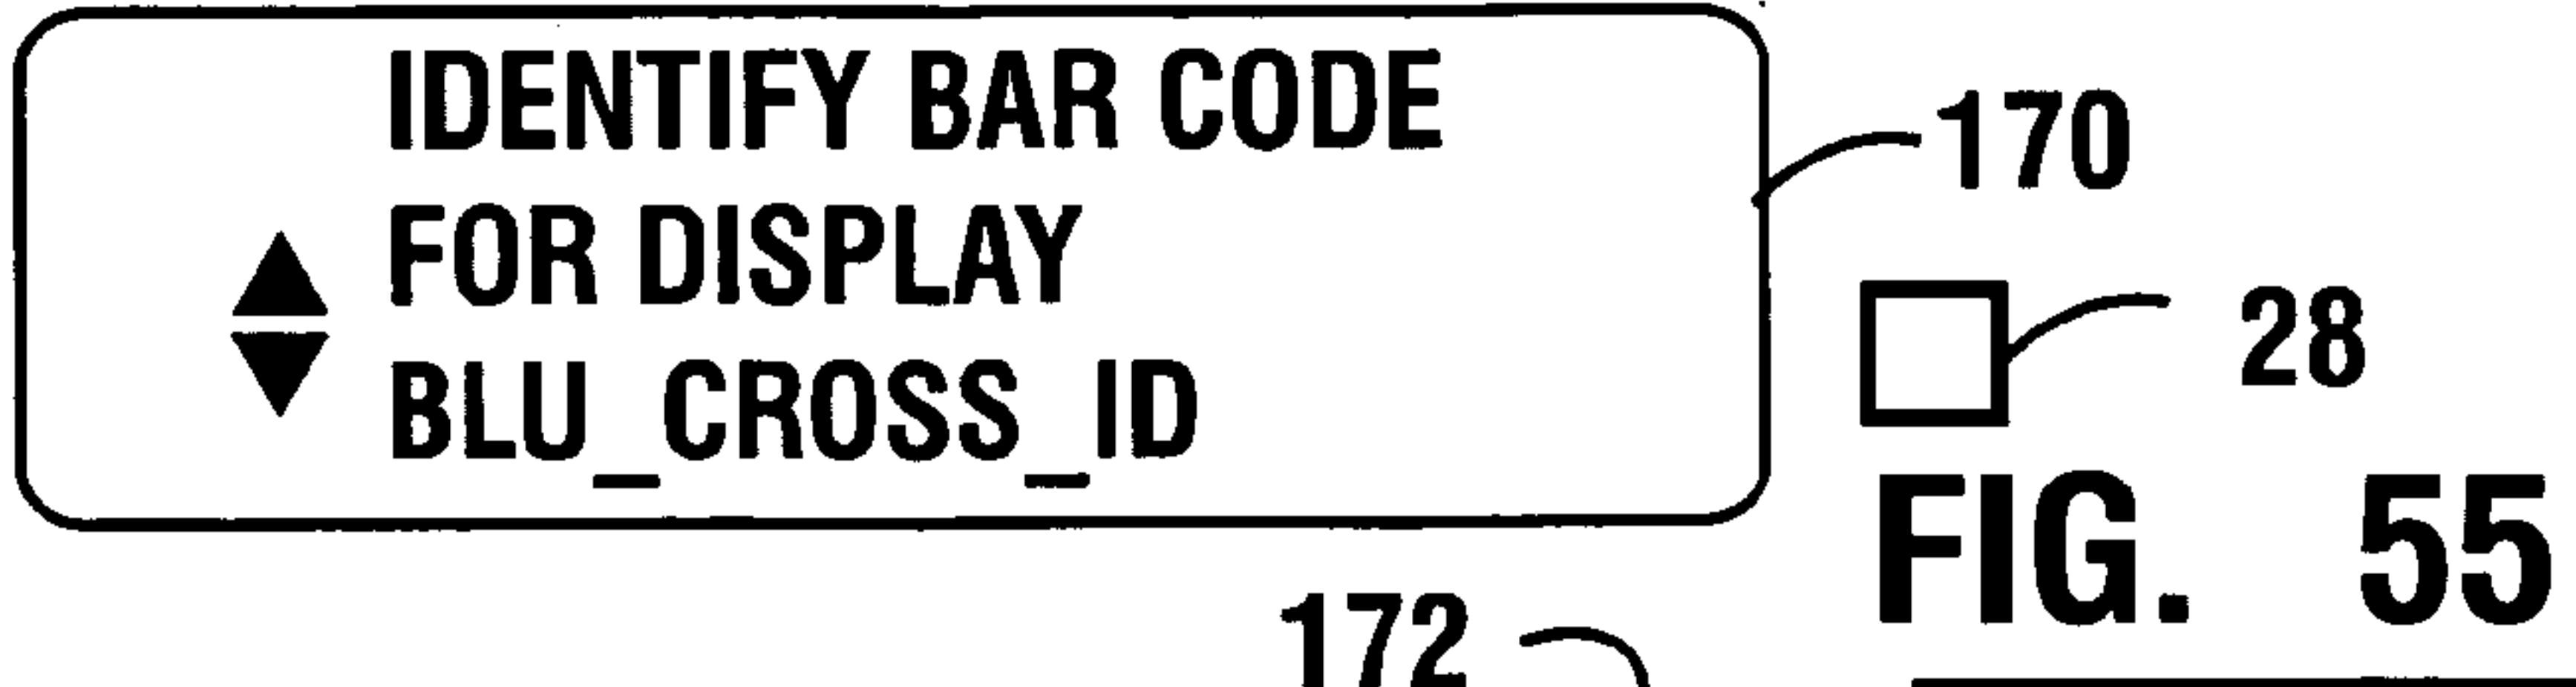 IDENTIFY BAR CODE
FOR DISPLAY
BLU_CROSS_ID
170
28
FIG. 55
172